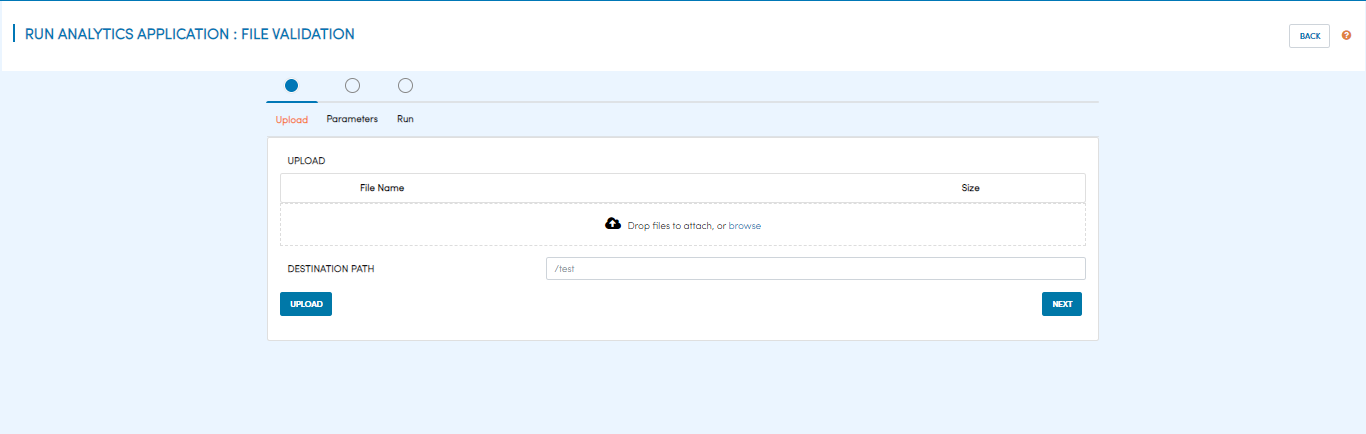 RUN ANALYTICS APPLICATION : FILE VALIDATION
BACK
Upload Parameters Run
UPLOAD
File Name Size
Drop files to attach, or browse
DESTINATION PATH /test
UPLOAD NEXT